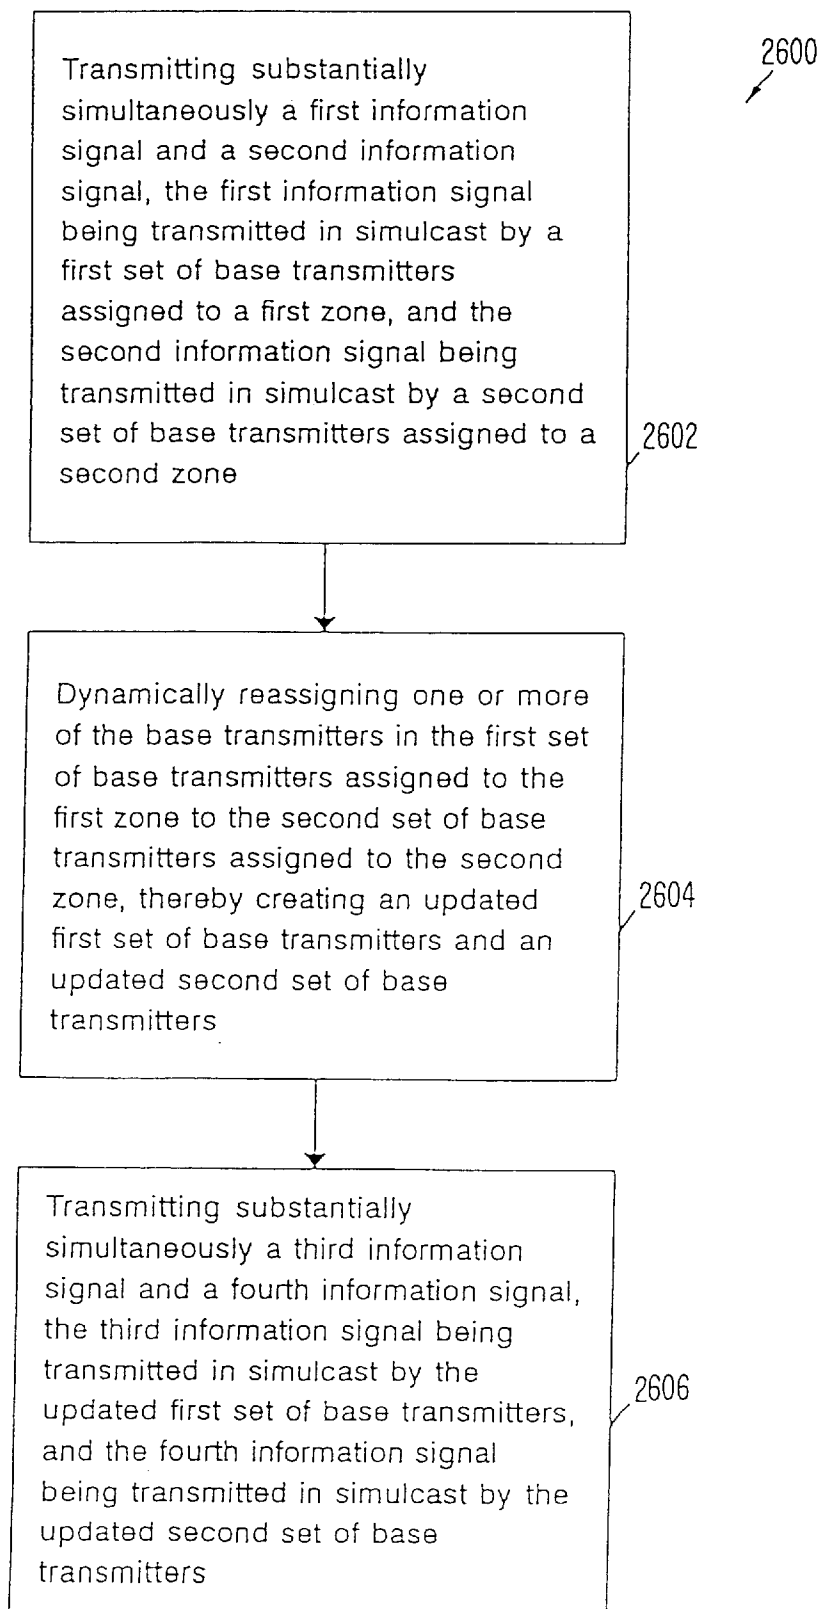 2600
Transmitting substantially
simultaneously a first information
signal and a second information
signal, the first information signal
being transmitted in simulcast by a
first set of base transmitters
assigned to a first zone, and the
second information signal being
transmitted in simulcast by a second
set of base transmitters assigned to a
second zone
2602
Dynamically reassigning one or more
of the base transmitters in the first set
of base transmitters assigned to the
first zone to the second set of base
transmitters assigned to the second
zone, thereby creating an updated
first set of base transmitters and an
updated second set of base
transmitters
2604
Transmitting substantially
simultaneously a third information
signal and a fourth information signal,
the third information signal being
transmitted in simulcast by the
updated first set of base transmitters,
and the fourth information signal
being transmitted in simulcast by the
updated second set of base
transmitters
2606